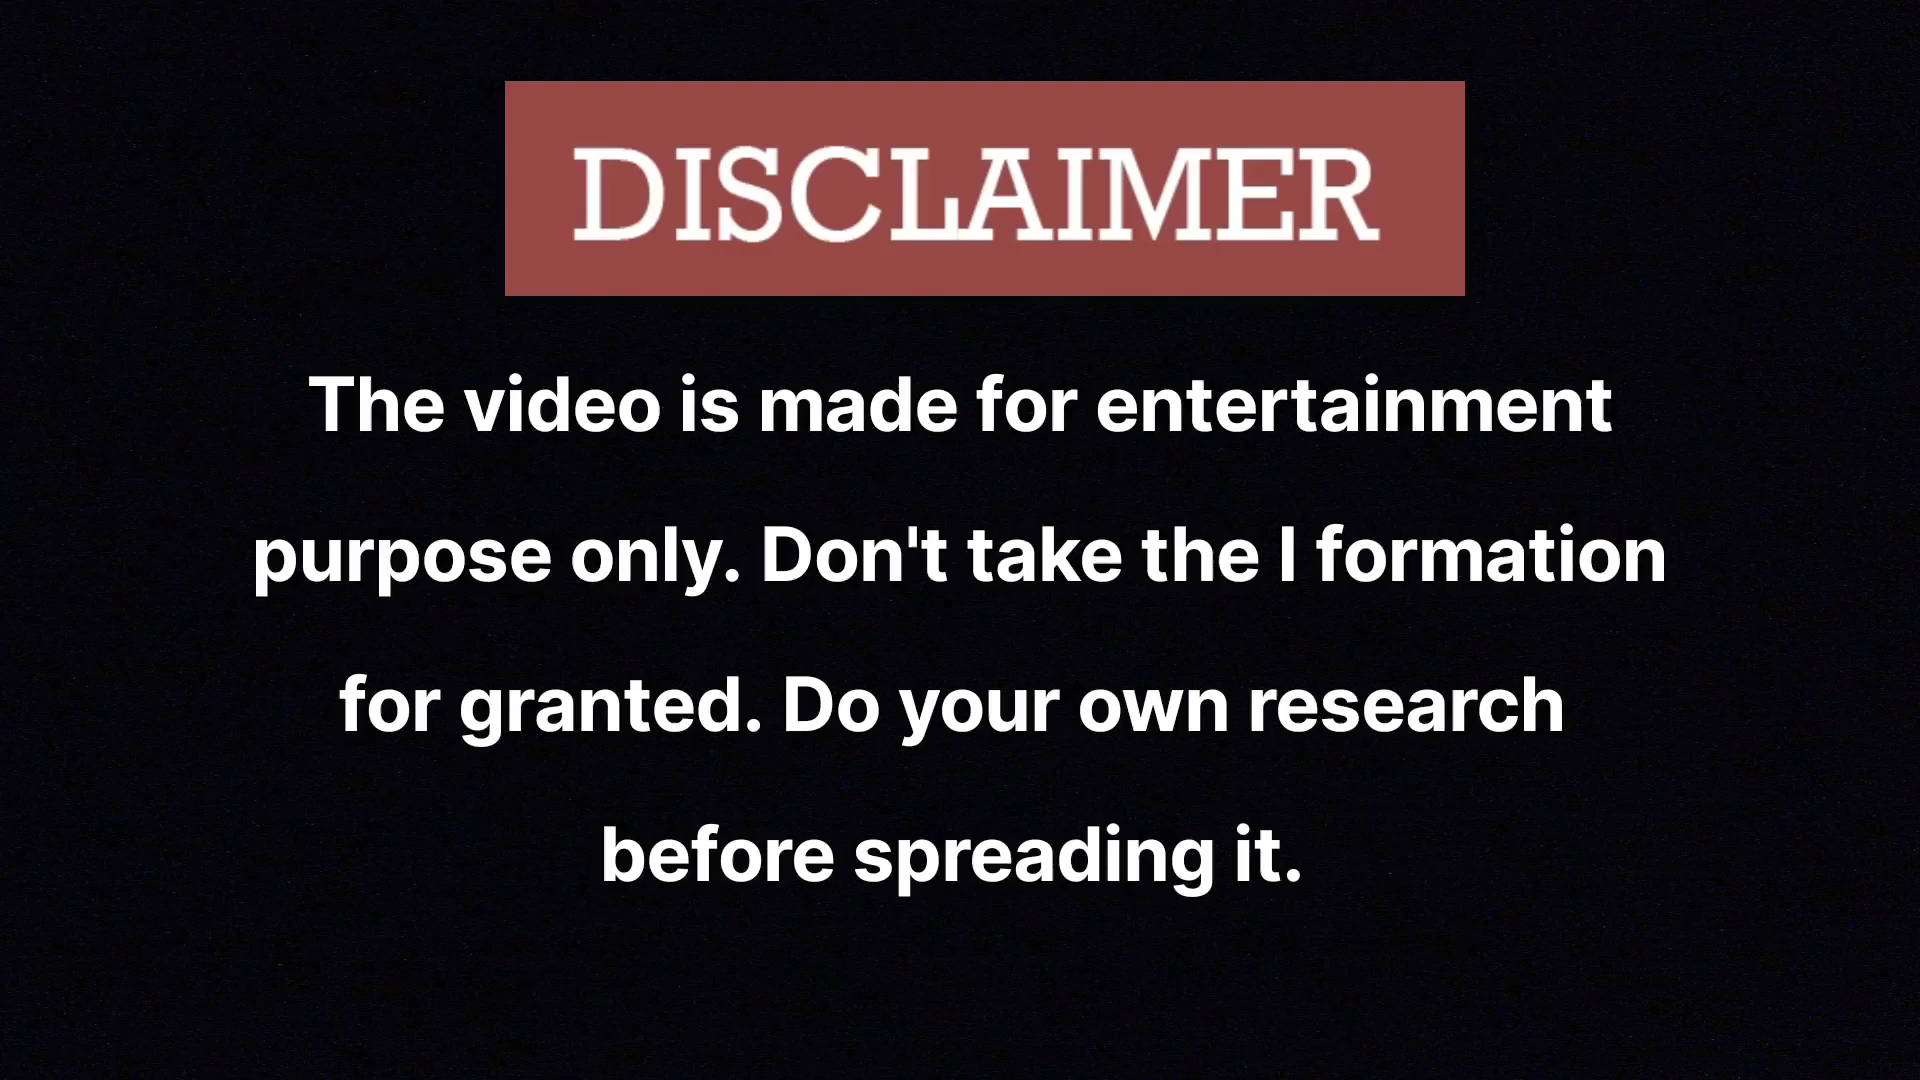 DISCLAIMER
The video is made for entertainment
purpose only. Don't take the I formation
for granted. Do your own research
before spreading it.